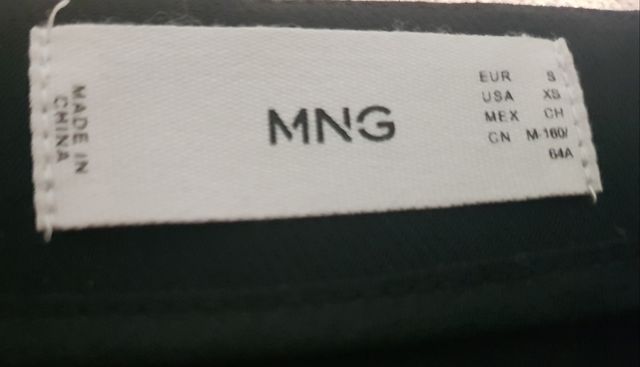 MADE IN
CHINA
MNG
EUR S
USA XS
MEX CH
CN M-160/
64A